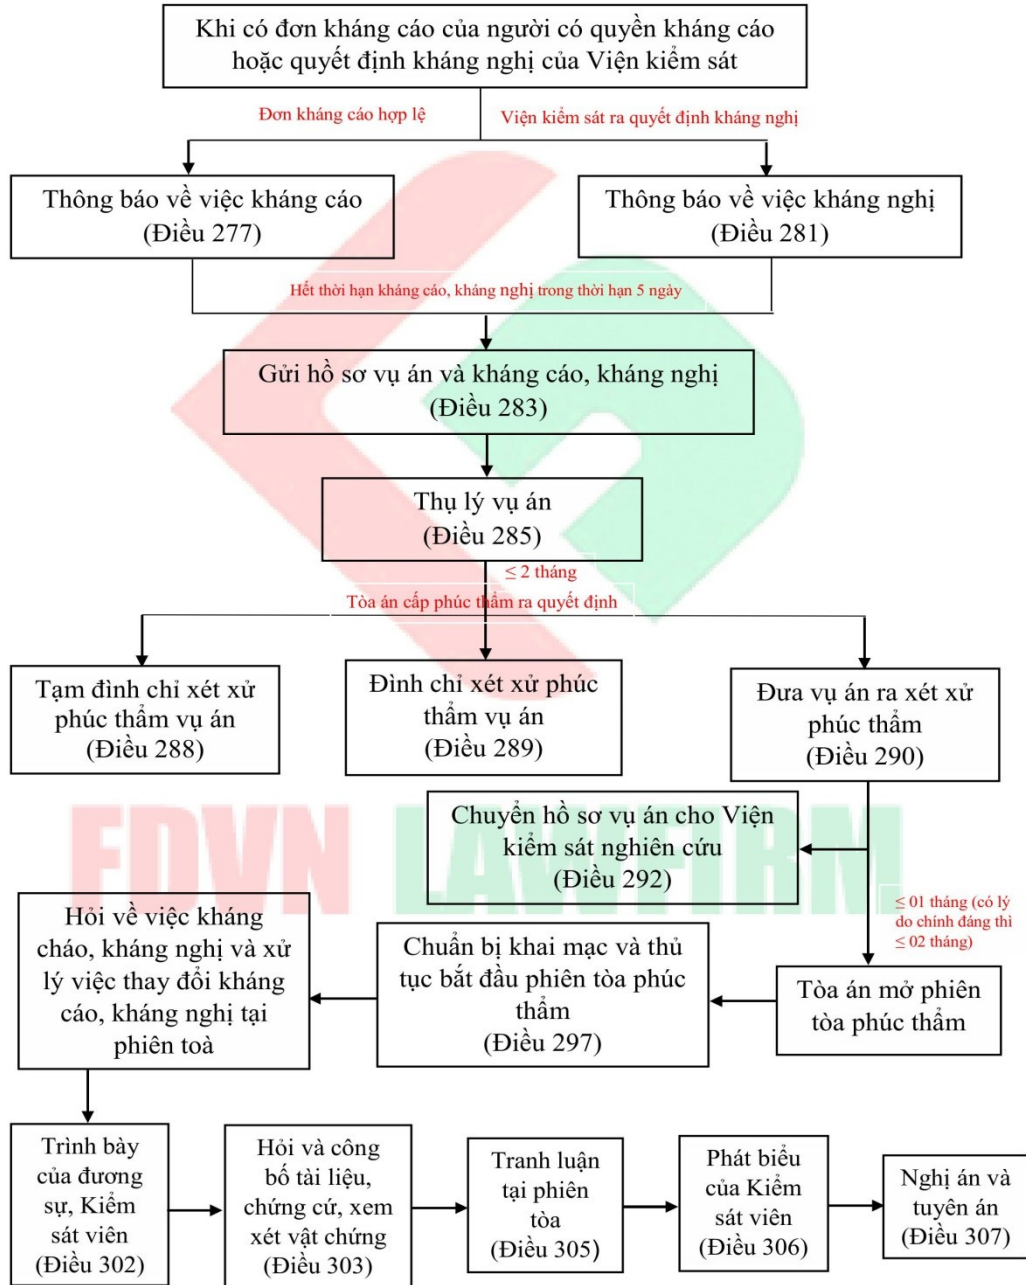 Khi có đơn kháng cáo của người có quyền kháng cáo
hoặc quyết định kháng nghị của Viện kiểm sát
Đơn kháng cáo hợp lệ
Viện kiểm sát ra quyết định kháng nghị
Thông báo về việc kháng cáo
(Điều 277)
Thông báo về việc kháng nghị
(Điều 281)
Hết thời hạn kháng cáo, kháng nghị trong thời hạn 5 ngày
Gửi hồ sơ vụ án và kháng cáo, kháng nghị
(Điều 283)
Thụ lý vụ án
(Điều 285)
≤ 2 tháng
Tòa án cấp phúc thẩm ra quyết định
Tạm đình chỉ xét xử
phúc thẩm vụ án
(Điều 288)
Đình chỉ xét xử phúc
thẩm vụ án
(Điều 289)
Đưa vụ án ra xét xử
phúc thẩm
(Điều 290)
FDVN LAWFIRM
Chuyển hồ sơ vụ án cho Viện
kiểm sát nghiên cứu
(Điều 292)
≤ 01 tháng (có lý
do chính đáng thì
≤ 02 tháng)
Tòa án mở phiên
tòa phúc thẩm
Chuẩn bị khai mạc và thủ
tục bắt đầu phiên tòa phúc
thẩm
(Điều 297)
Hỏi về việc kháng
cháo, kháng nghị và xử
lý việc thay đổi kháng
cáo, kháng nghị tại
phiên toà
Trình bày
của đương
sự, Kiểm
sát viên
(Điều 302)
Hỏi và công
bố tài liệu,
chứng cứ, xem
xét vật chứng
(Điều 303)
Tranh luận
tại phiên
tòa
(Điều 305)
Phát biểu
của Kiểm
sát viên
(Điều 306)
Nghị án và
tuyên án
(Điều 307)